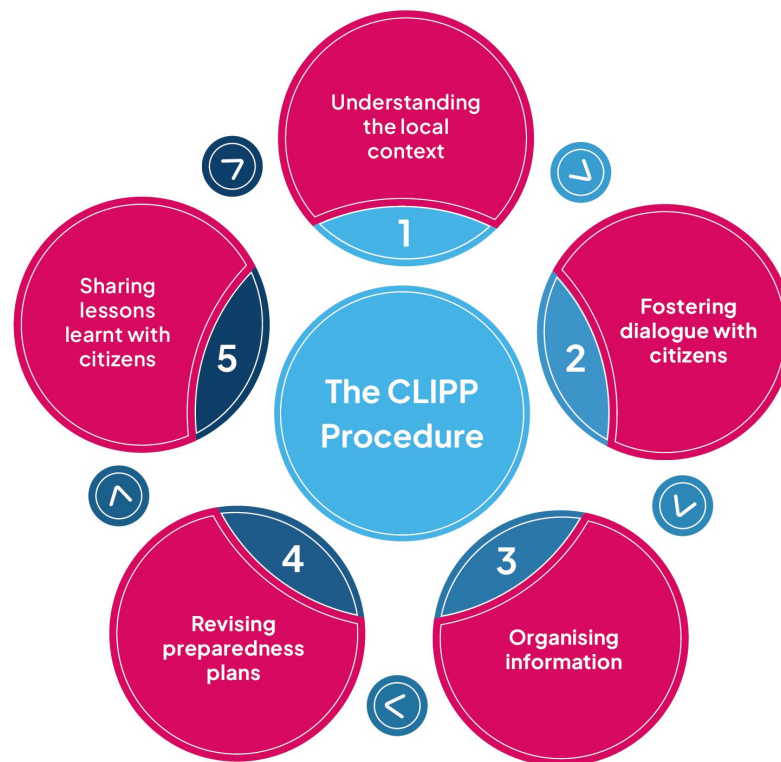 Understanding
the local
context
1
Fostering
dialogue with
citizens
2
Organising
information
3
Revising
preparedness
plans
4
Sharing
lessons
learnt with
citizens
5
The CLIPP
Procedure